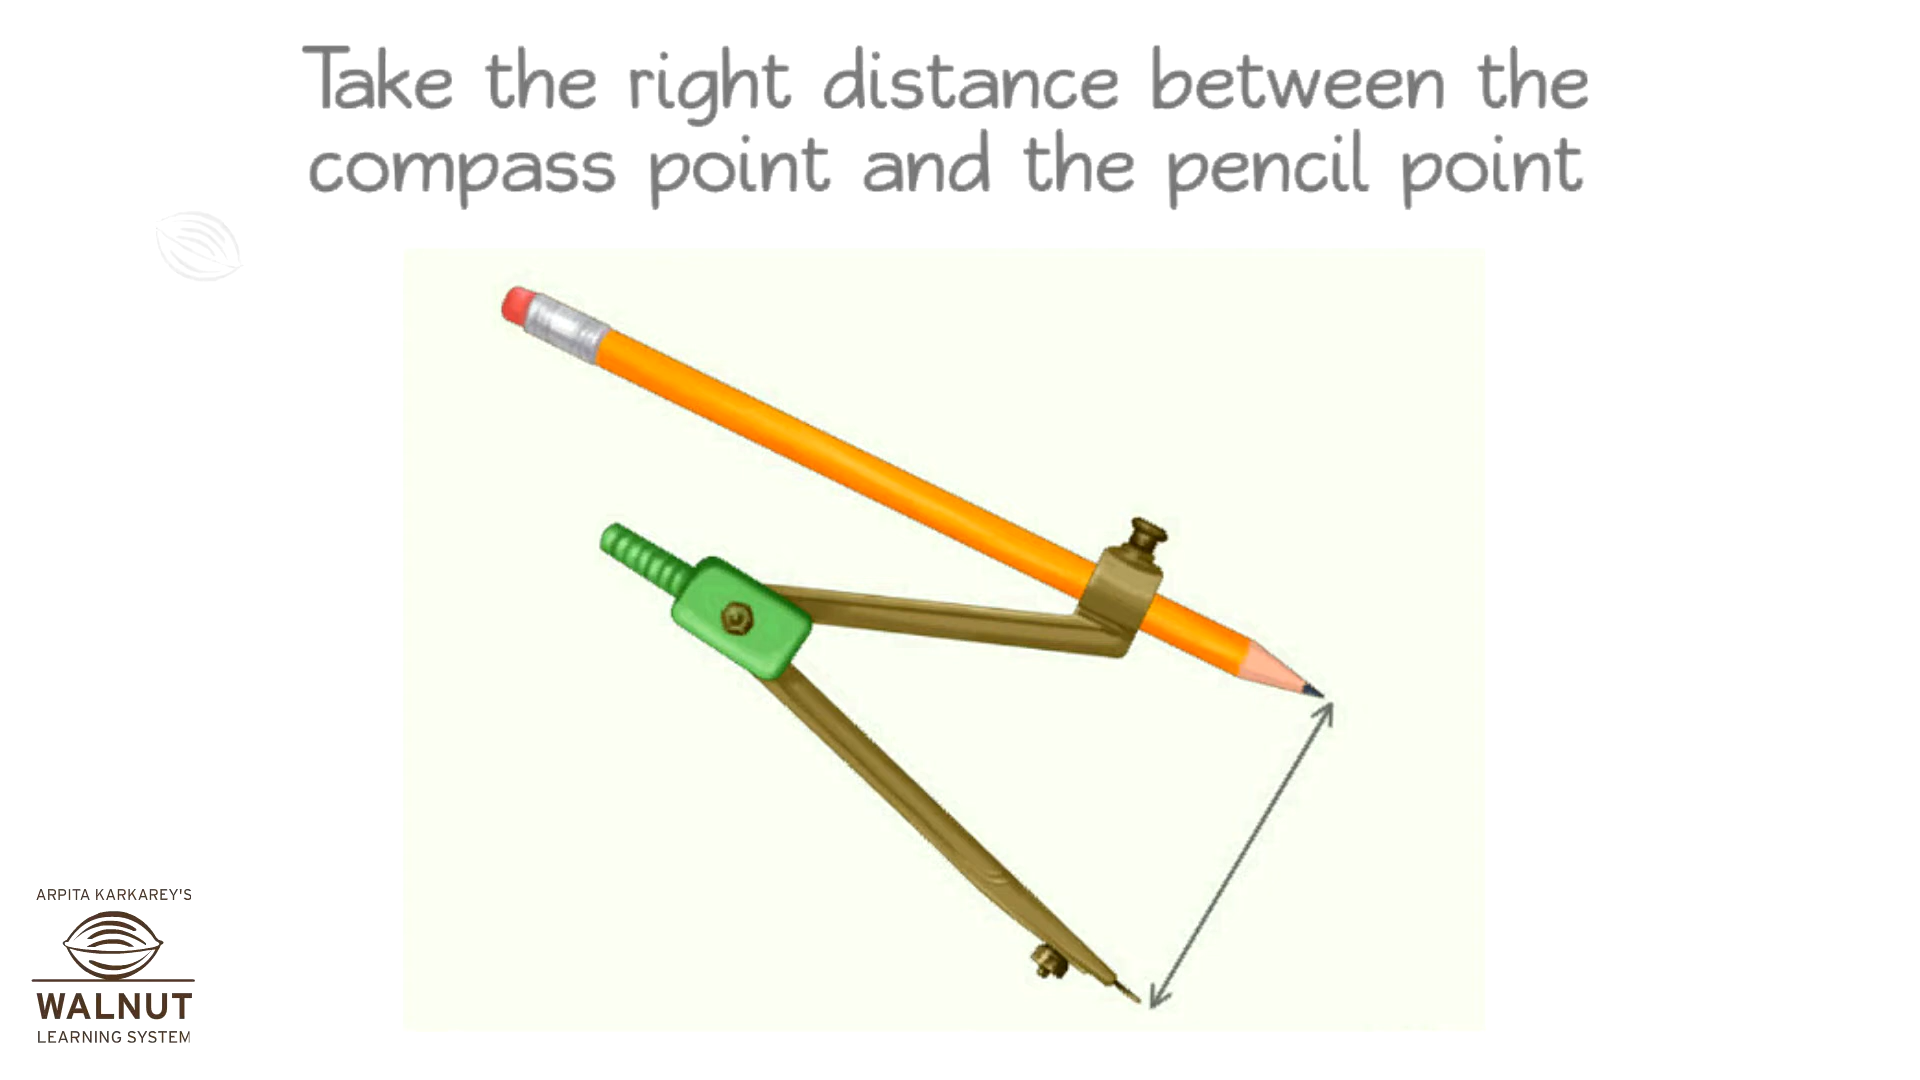 Take the right distance between the
compass point and the pencil point
ARPITA KARKAREY'S
WALNUT
LEARNING SYSTEM